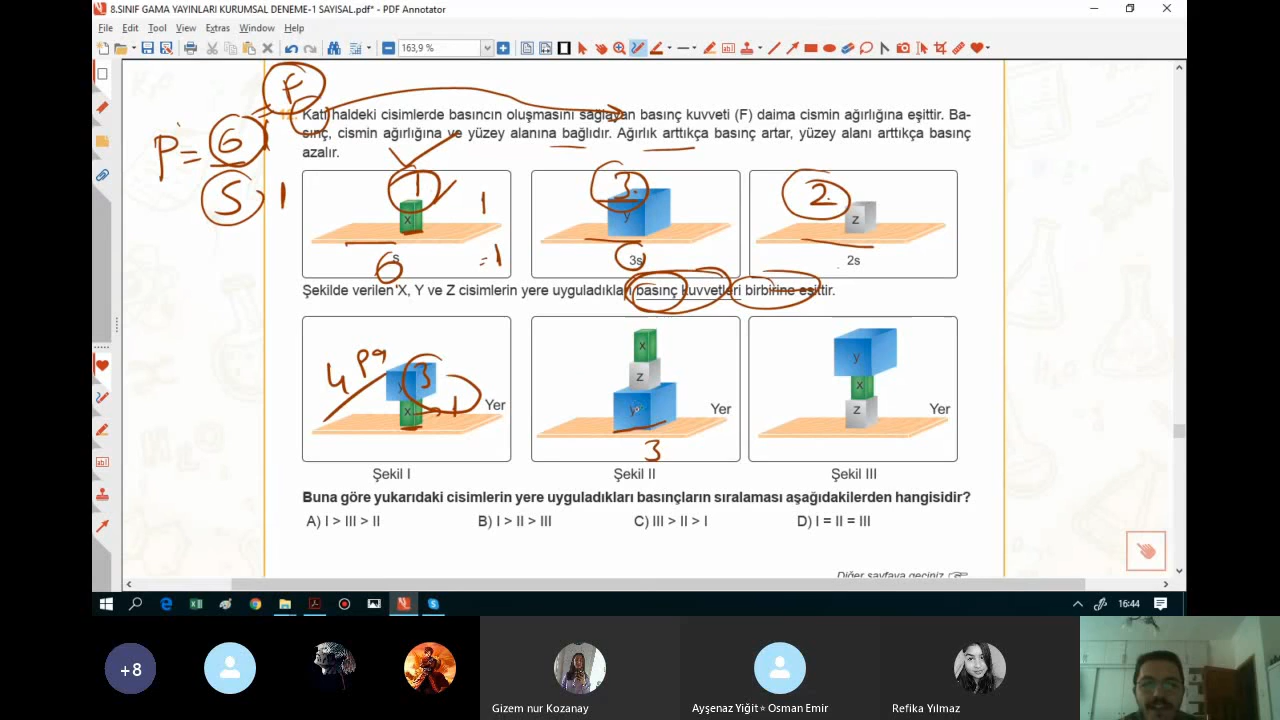 8.SINIF GAMA YAYINLARI KURUMSAL DENEME-1 SAYISAL.pdf* - PDF Annotator
File Edit Tool View Extras Window Help
163,9 %
F
Katı haldeki cisimlerde basıncın oluşmasını sağlayan basınç kuvveti (F) daima cismin ağırlığına eşittir. Ba-
sınç, cismin ağırlığına ve yüzey alanına bağlıdır. Ağırlık arttıkça basınç artar, yüzey alanı arttıkça basınç
azalır.
P = G
S 1
1 3 2
1
x y z
s 3s 2s
6 = 1
Şekilde verilen X, Y ve Z cisimlerin yere uyguladıkları basınç kuvvetleri birbirine eşittir.
4 Pa 3 1
x x y
z
y x
x y z
Yer Yer Yer
3
Şekil I Şekil II Şekil III
Buna göre yukarıdaki cisimlerin yere uyguladıkları basınçların sıralaması aşağıdakilerden hangisidir?
A) I > III > II B) I > II > III C) III > II > I D) I = II = III
Diğer sayfaya geçiniz
16:44
+8
Gizem nur Kozanay Ayşenaz Yiğit⭐Osman Emir Refika Yılmaz